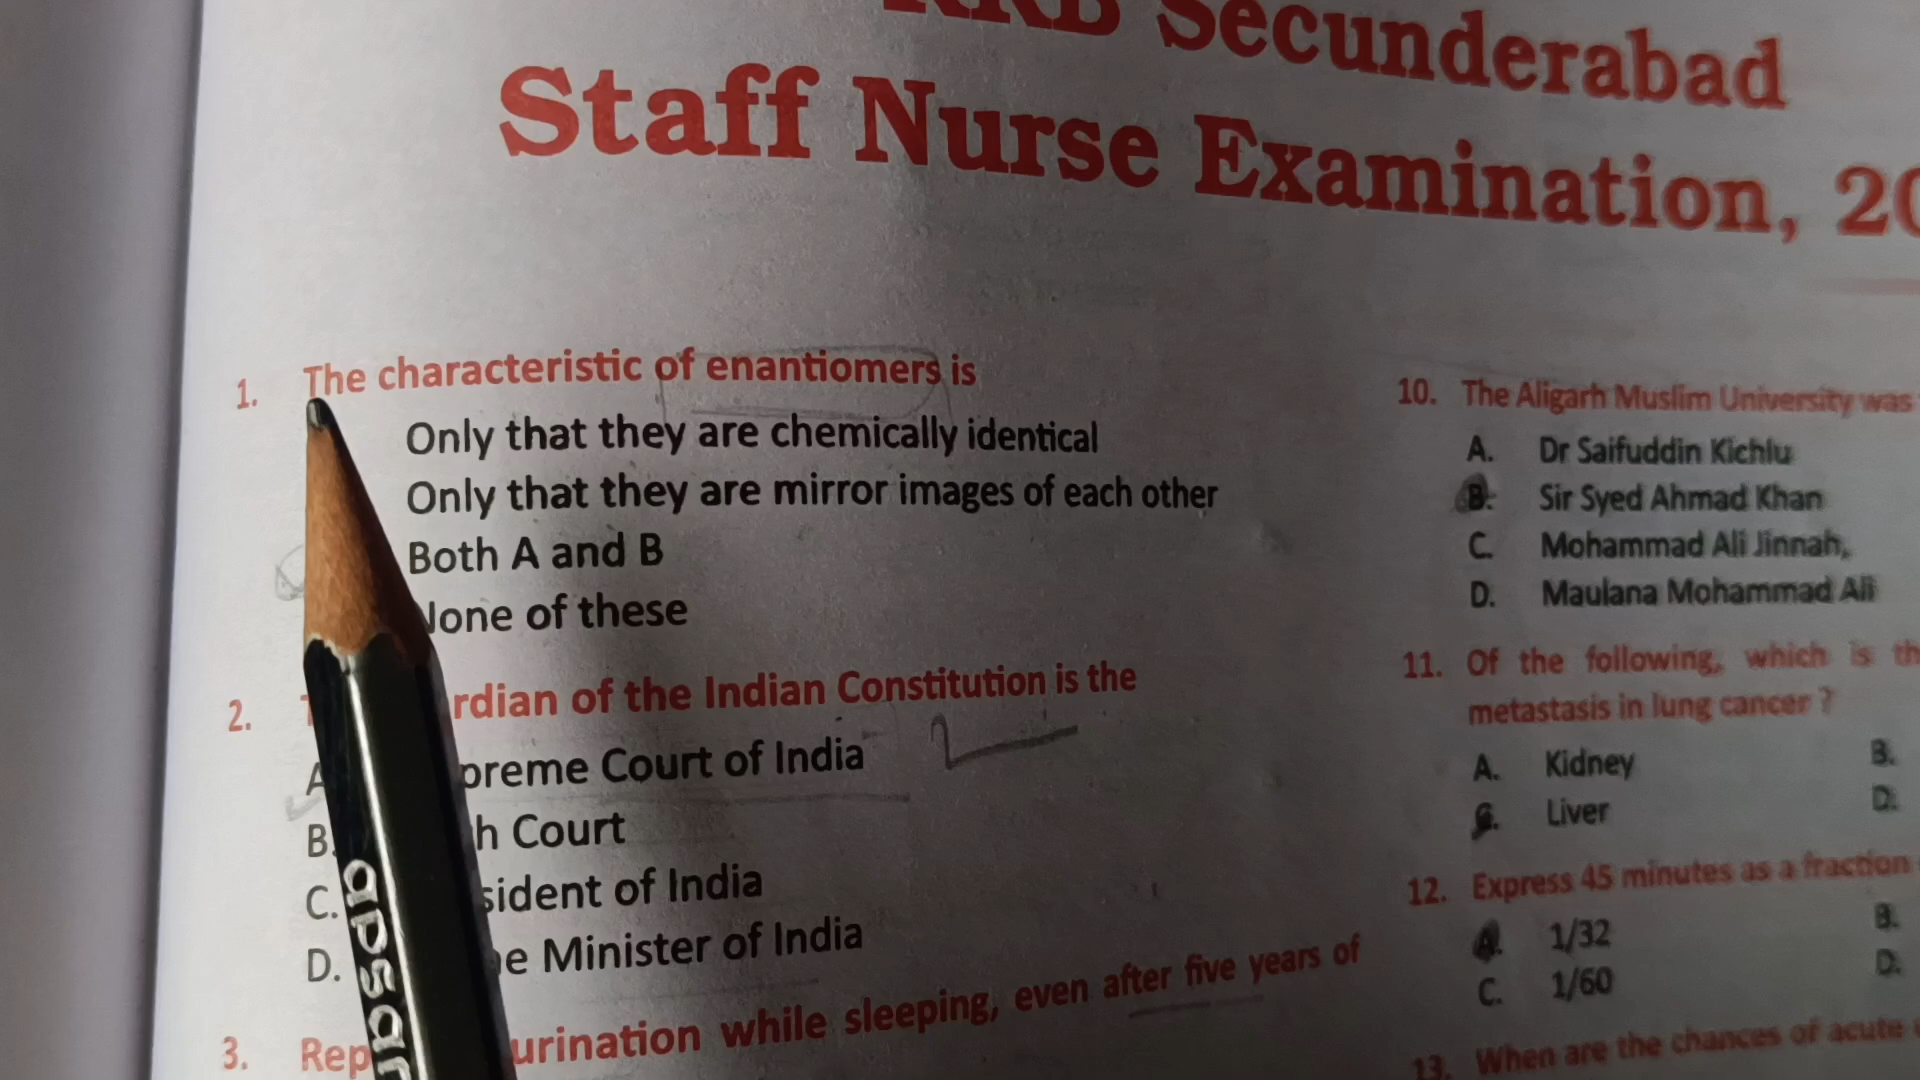 RRB Secunderabad
Staff Nurse Examination, 20
1. The characteristic of enantiomers is
Only that they are chemically identical
Only that they are mirror images of each other
Both A and B
None of these
2. rdian of the Indian Constitution is the
A preme Court of India
B. h Court
C. sident of India
D. e Minister of India
3. Rep urination while sleeping, even after five years of
apsar
10. The Aligarh Muslim University was
A. Dr Saifuddin Kichlu
B. Sir Syed Ahmad Khan
C. Mohammad Ali Jinnah,
D. Maulana Mohammad Ali
11. Of the following, which is th
metastasis in lung cancer ?
A. Kidney B.
C. Liver D.
12. Express 45 minutes as a fraction
A. 1/32 B.
C. 1/60 D.
13. When are the chances of acute